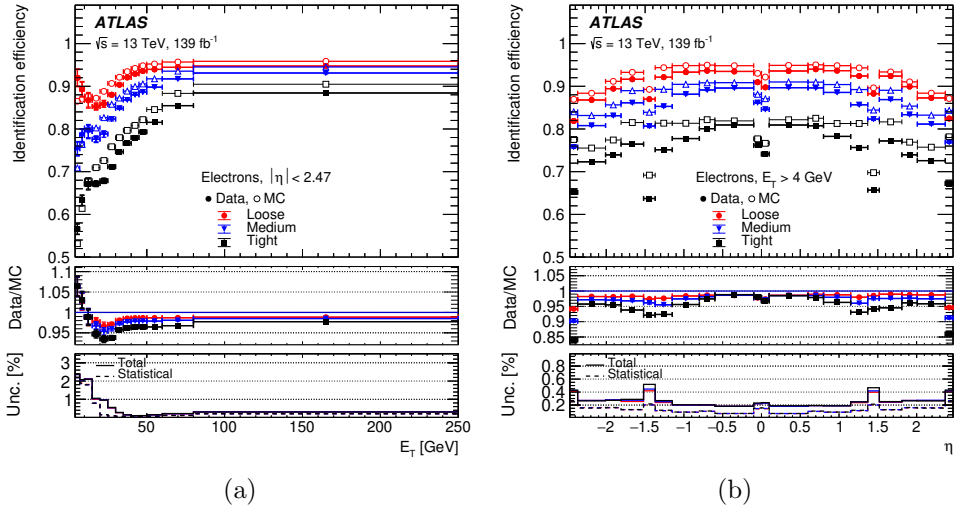 ATLAS
√s = 13 TeV, 139 fb⁻¹
Identification efficiency
1
0.9
0.8
0.7
0.6
0.5
Electrons, |η| < 2.47
Data, MC
Loose
Medium
Tight
Data/MC
1.1
1.05
1
0.95
Unc. [%]
3
2
1
Total
Statistical
0 50 100 150 200 250
E_T [GeV]
(a)
ATLAS
√s = 13 TeV, 139 fb⁻¹
Identification efficiency
1
0.9
0.8
0.7
0.6
0.5
Electrons, E_T > 4 GeV
Data, MC
Loose
Medium
Tight
Data/MC
1.05
1
0.95
0.9
0.85
Unc. [%]
0.8
0.6
0.4
0.2
Total
Statistical
−2 −1.5 −1 −0.5 0 0.5 1 1.5 2
η
(b)